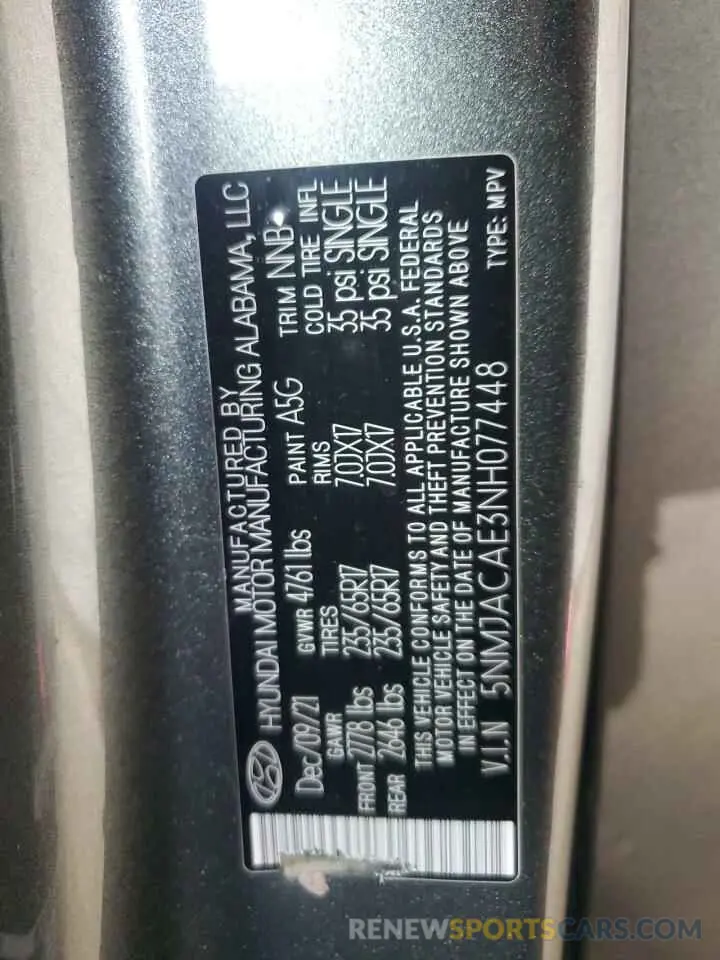 MANUFACTURED BY
HYUNDAI MOTOR MANUFACTURING ALABAMA, LLC
Dec/09/21 GVWR 4761 lbs PAINT A5G TRIM NNB
GAWR TIRES RIMS COLD TIRE INFL
FRONT 2778 lbs 235/65R17 7.0JX17 35 psi SINGLE
REAR 2646 lbs 235/65R17 7.0JX17 35 psi SINGLE
THIS VEHICLE CONFORMS TO ALL APPLICABLE U.S.A. FEDERAL
MOTOR VEHICLE SAFETY AND THEFT PREVENTION STANDARDS
IN EFFECT ON THE DATE OF MANUFACTURE SHOWN ABOVE
V.I.N 5NMJACAE3NH077448 TYPE: MPV
RENEWSPORTSCARS.COM